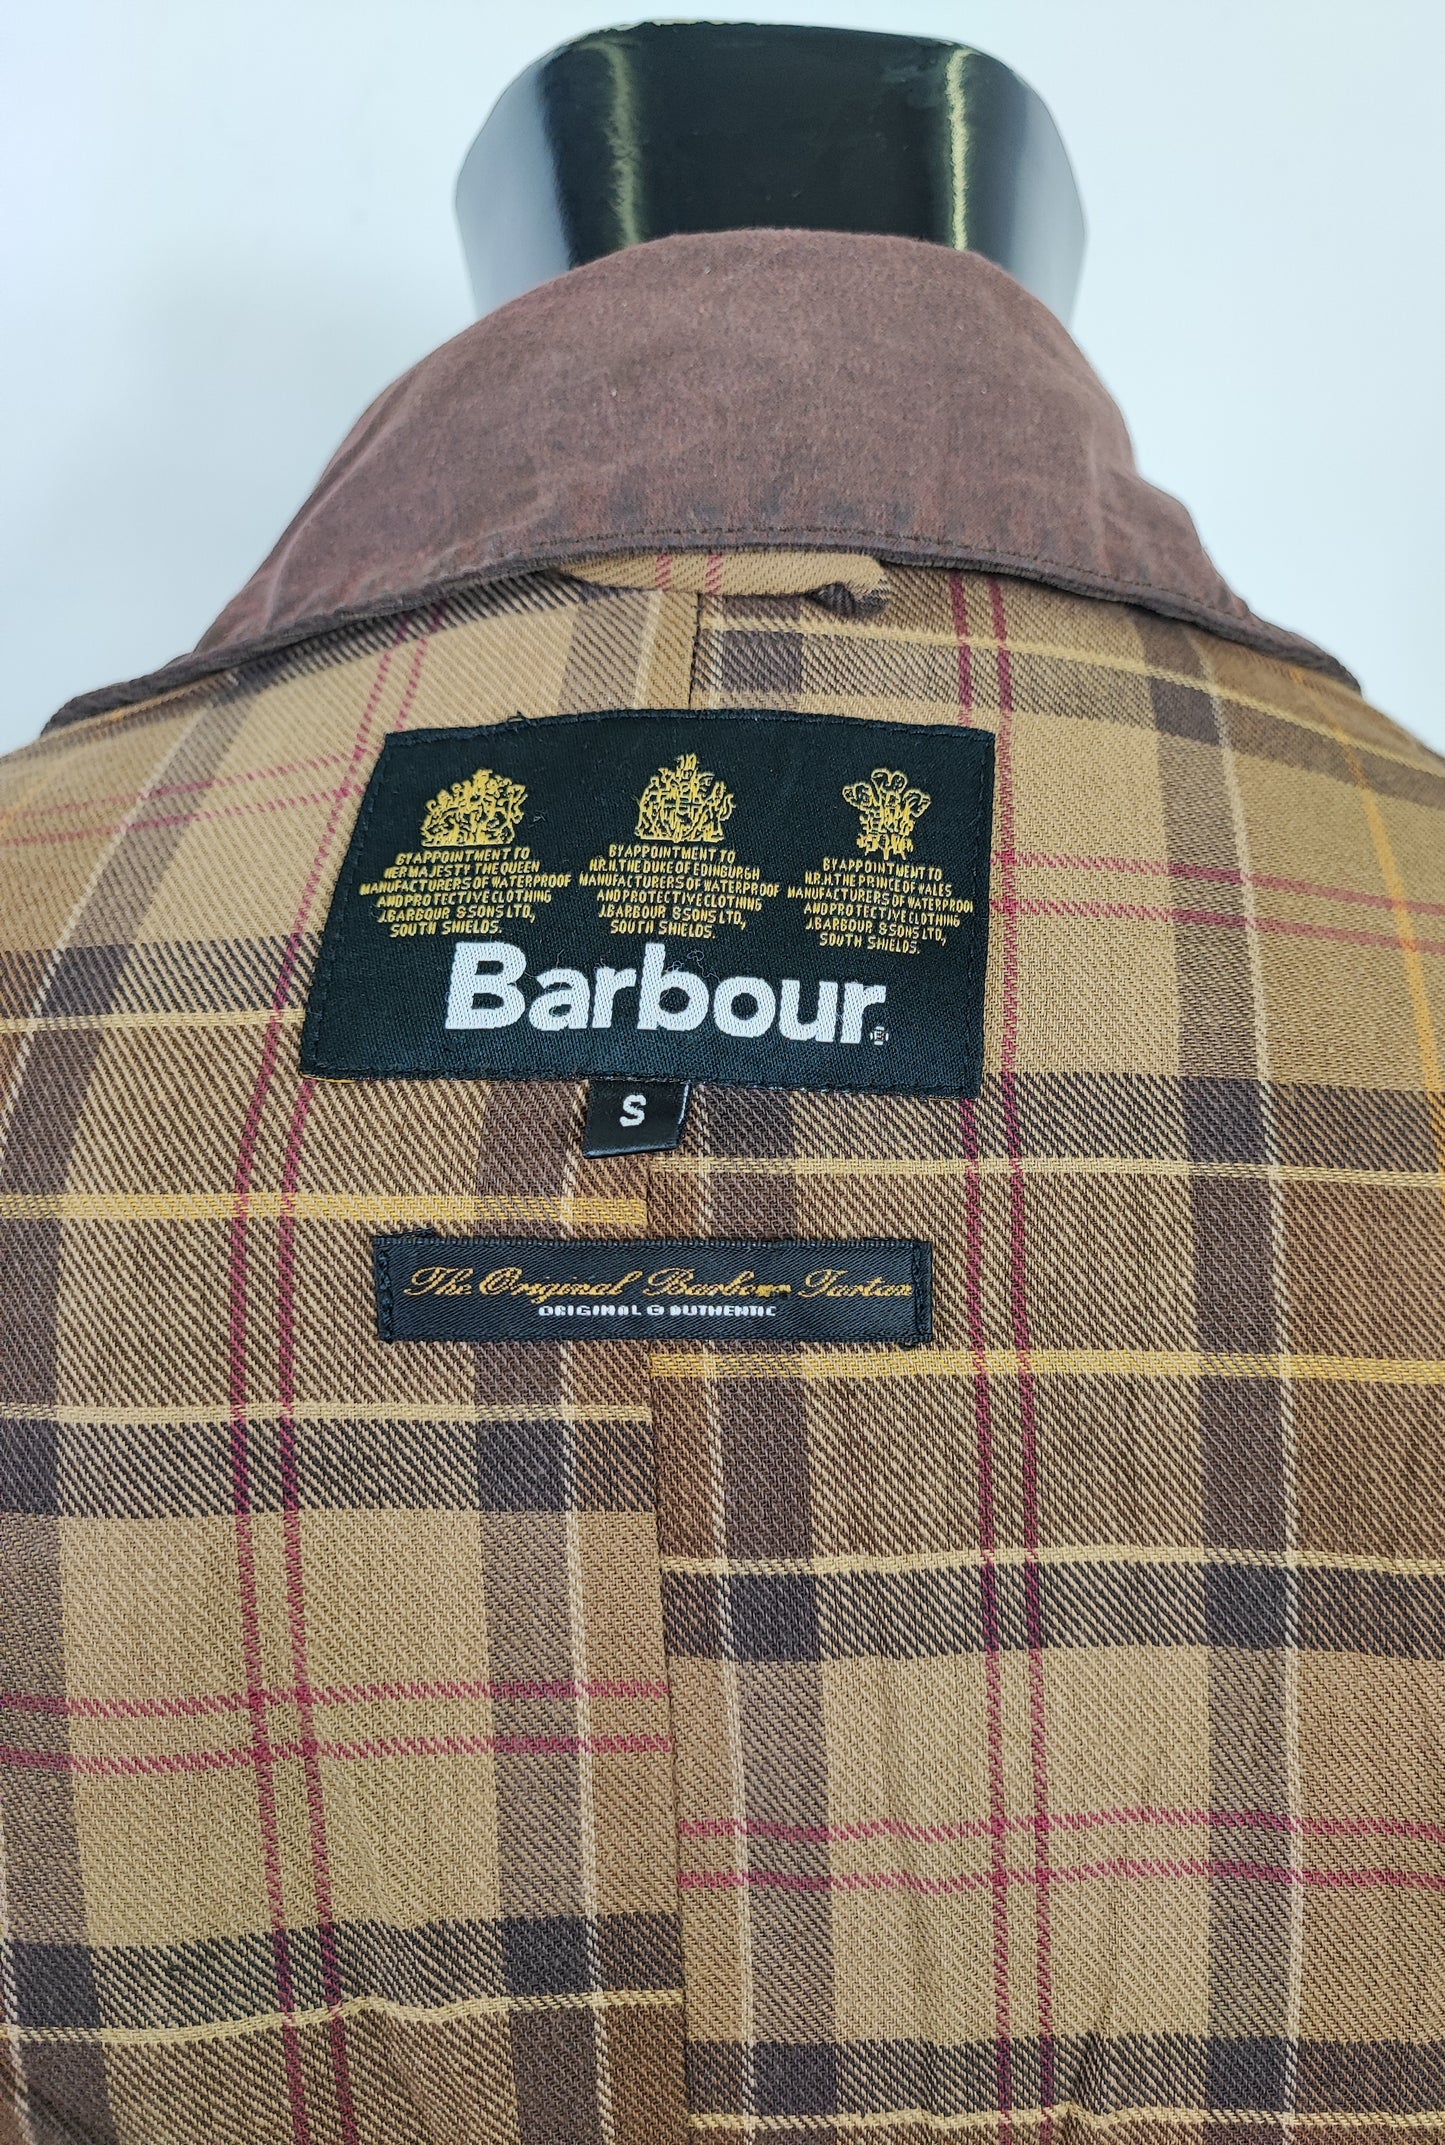 BY APPOINTMENT TO
HER MAJESTY THE QUEEN
MANUFACTURERS OF WATERPROOF
AND PROTECTIVE CLOTHING
J.BARBOUR & SONS LTD,
SOUTH SHIELDS.
BY APPOINTMENT TO
H.R.H. THE DUKE OF EDINBURGH
MANUFACTURERS OF WATERPROOF
AND PROTECTIVE CLOTHING
J.BARBOUR & SONS LTD,
SOUTH SHIELDS.
BY APPOINTMENT TO
H.R.H. THE PRINCE OF WALES
MANUFACTURERS OF WATERPROOF
AND PROTECTIVE CLOTHING
J.BARBOUR & SONS LTD,
SOUTH SHIELDS.
Barbour
S
The Original Barbour Tartan
ORIGINAL & AUTHENTIC